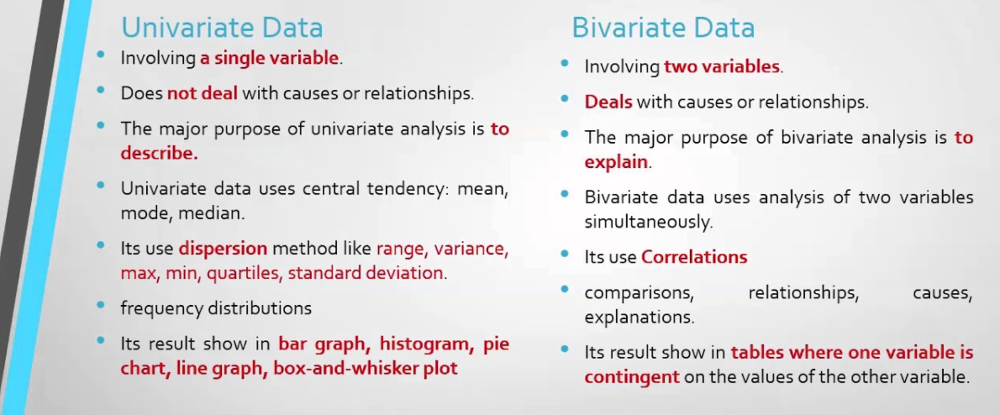 Univariate Data
• Involving a single variable.
• Does not deal with causes or relationships.
• The major purpose of univariate analysis is to
describe.
• Univariate data uses central tendency: mean,
mode, median.
• Its use dispersion method like range, variance,
max, min, quartiles, standard deviation.
• frequency distributions
• Its result show in bar graph, histogram, pie
chart, line graph, box-and-whisker plot
Bivariate Data
• Involving two variables.
• Deals with causes or relationships.
• The major purpose of bivariate analysis is to
explain.
• Bivariate data uses analysis of two variables
simultaneously.
• Its use Correlations
• comparisons, relationships, causes,
explanations.
• Its result show in tables where one variable is
contingent on the values of the other variable.